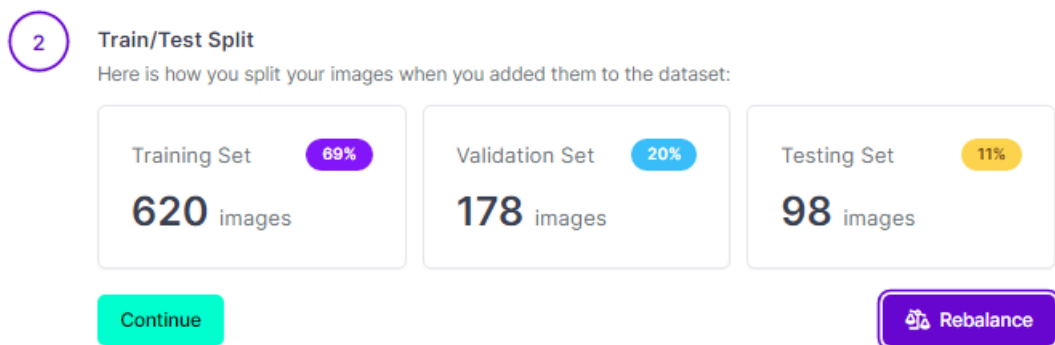 2
Train/Test Split
Here is how you split your images when you added them to the dataset:
Training Set 69%
620 images
Validation Set 20%
178 images
Testing Set 11%
98 images
Continue
Rebalance